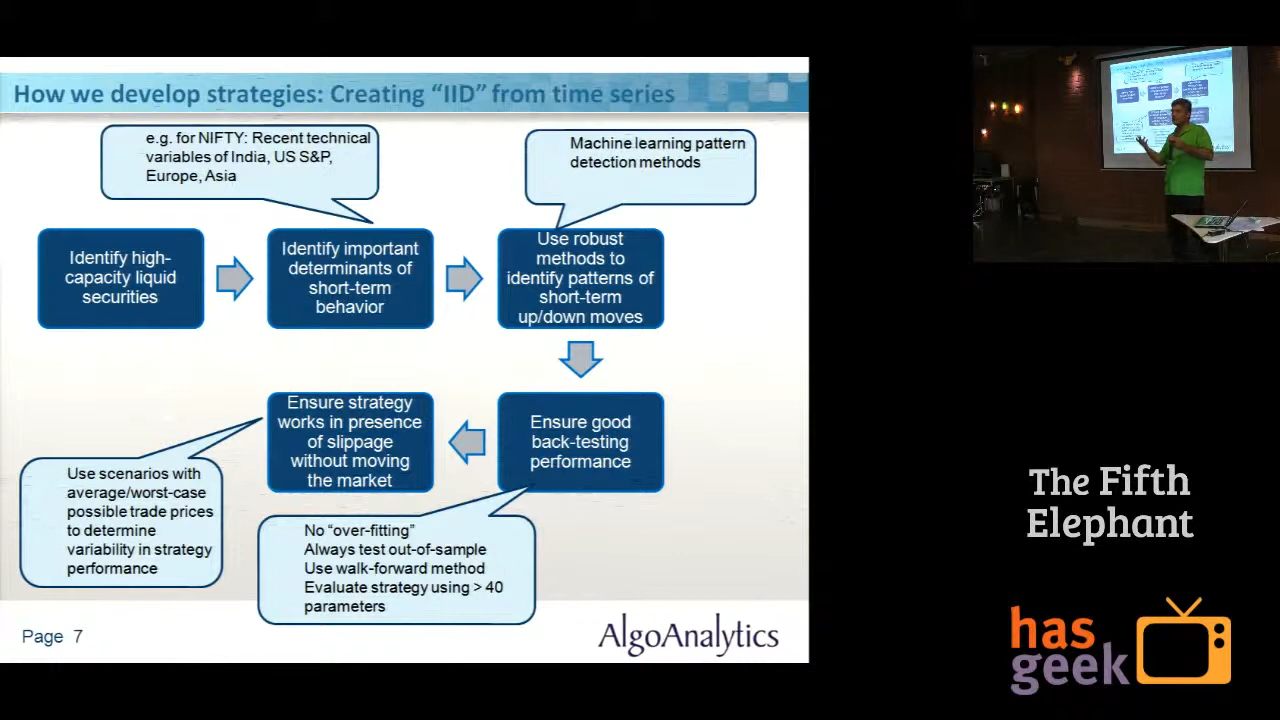 How we develop strategies: Creating “IID” from time series
e.g. for NIFTY: Recent technical
variables of India, US S&P,
Europe, Asia
Machine learning pattern
detection methods
Identify high-
capacity liquid
securities
Identify important
determinants of
short-term
behavior
Use robust
methods to
identify patterns of
short-term
up/down moves
Ensure strategy
works in presence
of slippage
without moving
the market
Ensure good
back-testing
performance
Use scenarios with
average/worst-case
possible trade prices
to determine
variability in strategy
performance
No “over-fitting”
Always test out-of-sample
Use walk-forward method
Evaluate strategy using > 40
parameters
Page 7
AlgoAnalytics
The Fifth
Elephant
has
geek